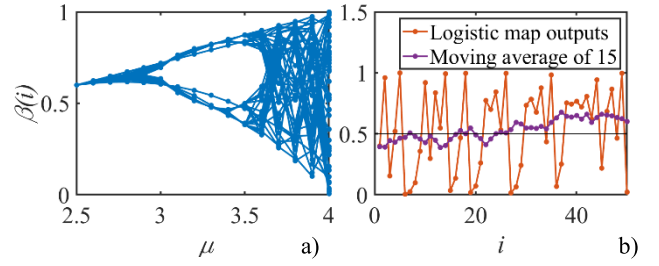 1
0.5
0
2.5
3
3.5
4
β(i)
μ
a)
1.5
1
0.5
0
0
20
40
i
b)
Logistic map outputs
Moving average of 15